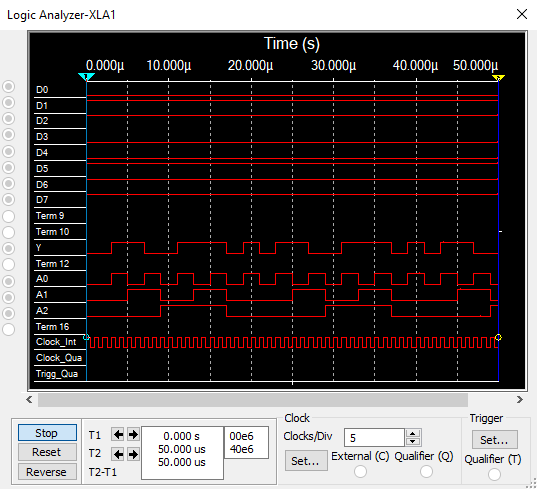 Logic Analyzer-XLA1
Time (s)
0.000µ 10.000µ 20.000µ 30.000µ 40.000µ 50.000µ
D0
D1
D2
D3
D4
D5
D6
D7
Term 9
Term 10
Y
Term 12
A0
A1
A2
Term 16
Clock_Int
Clock_Qua
Trigg_Qua
Stop
Reset
Reverse
T1 0.000 s 00e6
T2 50.000 us 40e6
T2-T1 50.000 us
Clock
Clocks/Div 5
Set... External (C) Qualifier (Q)
Trigger
Set...
Qualifier (T)